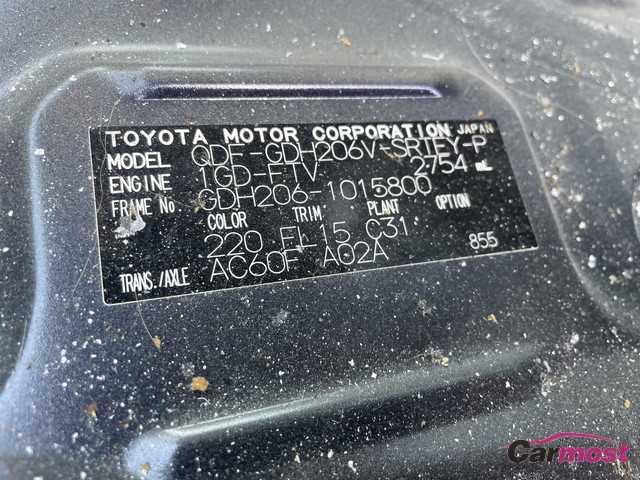 TOYOTA MOTOR CORPORATION JAPAN
MODEL QDF-GDH206V-SRTEY-P
ENGINE 1GD-FTV 2754 mL
FRAME No. GDH206-1015800
COLOR TRIM PLANT OPTION
220 FL15 C31
TRANS./AXLE AC60F A02A 855
Carmost